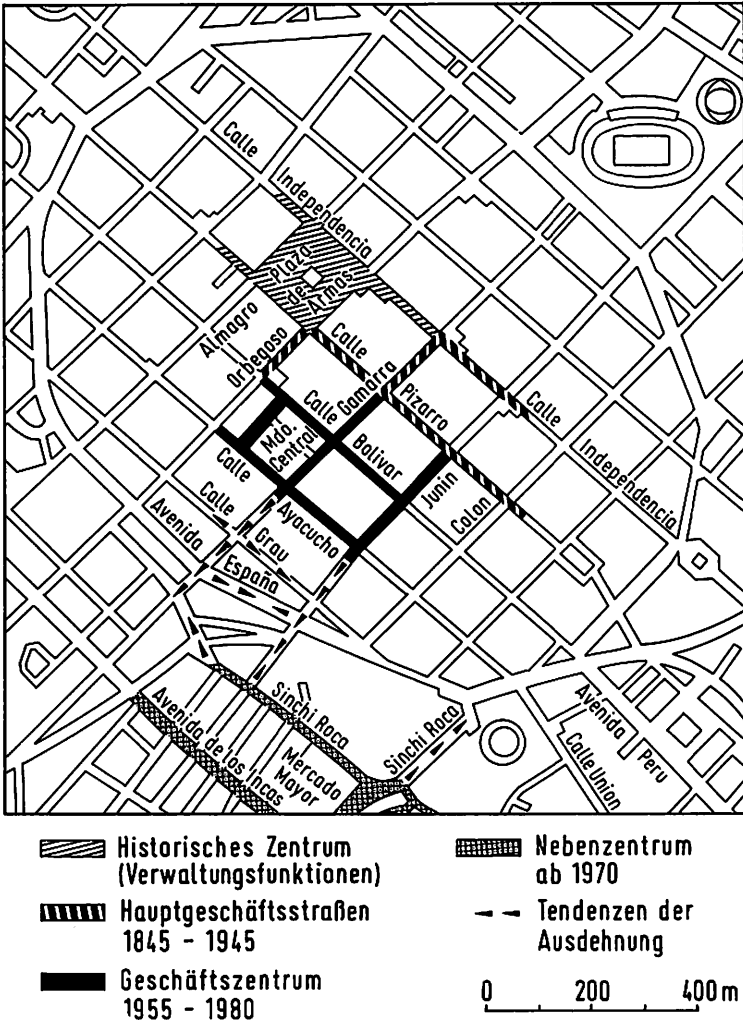 Calle
Independencia
Plaza
de
Armas
Almagro
Orbegoso
Calle
Pizarro
Calle
Independencia
Calle Gamarra
Bolivar
Mdo.
Central
Junin
Colon
Calle
Ayacucho
Calle
Grau
Avenida
España
Sinchi Roca
Sinchi Roca
Avenida de los Incas
Mercado
Mayor
Avenida
Peru
Calle Union
Historisches Zentrum
(Verwaltungsfunktionen)
Hauptgeschäftsstraßen
1845 - 1945
Geschäftszentrum
1955 - 1980
Nebenzentrum
ab 1970
Tendenzen der
Ausdehnung
0 200 400 m